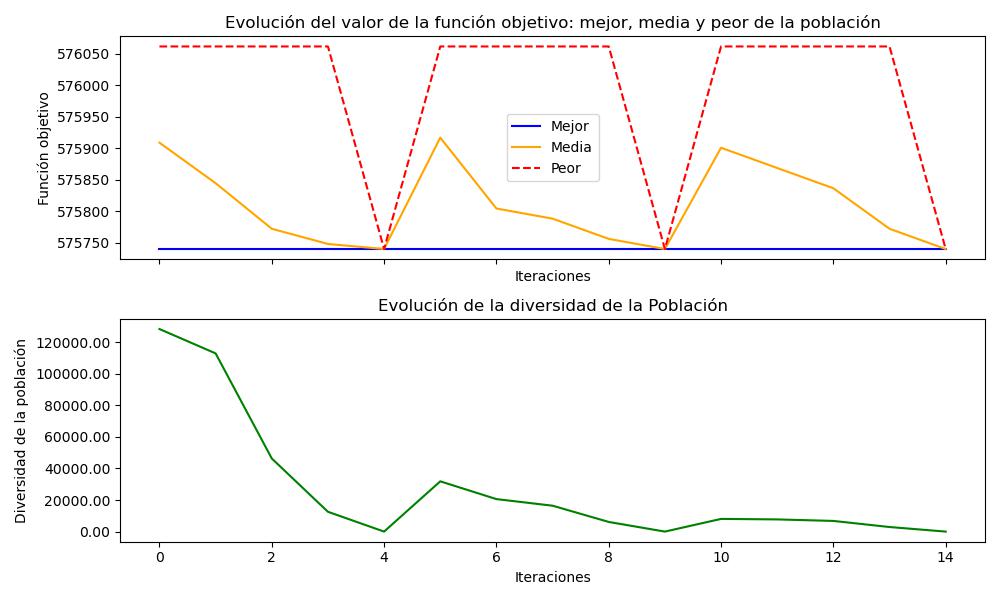 Evolución del valor de la función objetivo: mejor, media y peor de la población
Función objetivo
576050
576000
575950
575900
575850
575800
575750
Mejor
Media
Peor
Iteraciones
Evolución de la diversidad de la Población
Diversidad de la población
120000.00
100000.00
80000.00
60000.00
40000.00
20000.00
0.00
0 2 4 6 8 10 12 14
Iteraciones